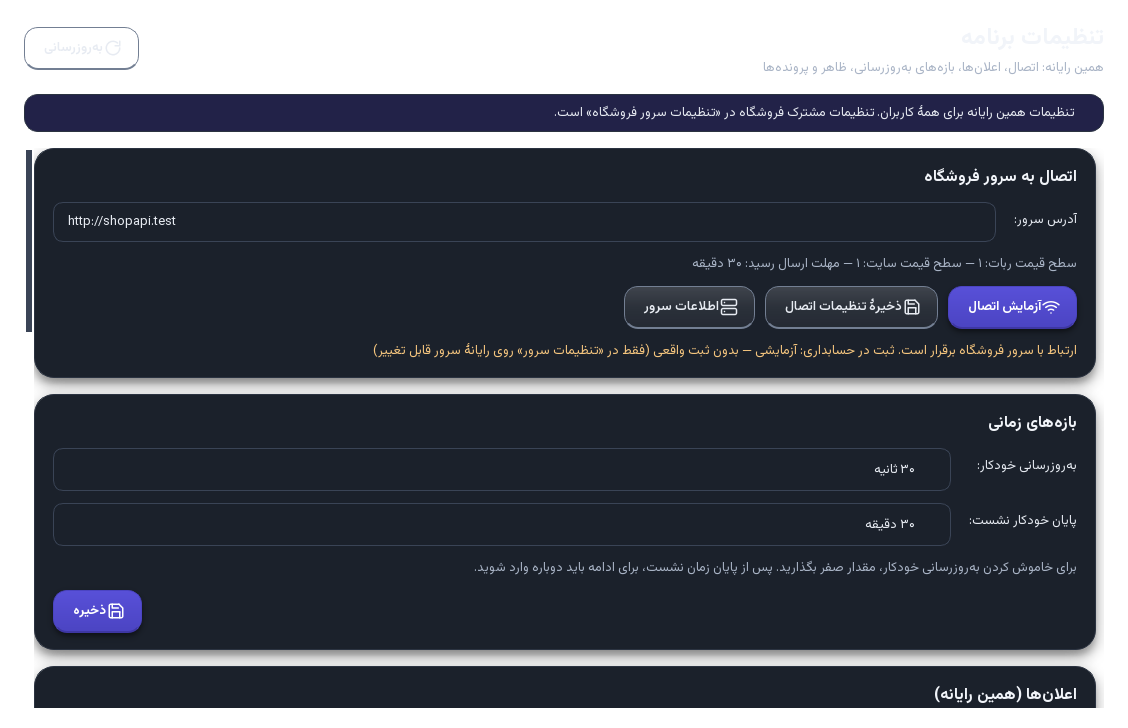 تنظیمات برنامه
به‌روزرسانی
همین رایانه: اتصال، اعلان‌ها، بازه‌های به‌روزرسانی، ظاهر و پرونده‌ها
تنظیمات همین رایانه برای همهٔ کاربران. تنظیمات مشترک فروشگاه در «تنظیمات سرور فروشگاه» است.
اتصال به سرور فروشگاه
آدرس سرور:
http://shopapi.test
سطح قیمت ربات: ۱ — سطح قیمت سایت: ۱ — مهلت ارسال رسید: ۳۰ دقیقه
آزمایش اتصال
ذخیرهٔ تنظیمات اتصال
اطلاعات سرور
ارتباط با سرور فروشگاه برقرار است. ثبت در حسابداری: آزمایشی — بدون ثبت واقعی (فقط در «تنظیمات سرور» روی رایانهٔ سرور قابل تغییر)
بازه‌های زمانی
به‌روزرسانی خودکار:
۳۰ ثانیه
پایان خودکار نشست:
۳۰ دقیقه
برای خاموش کردن به‌روزرسانی خودکار، مقدار صفر بگذارید. پس از پایان زمان نشست، برای ادامه باید دوباره وارد شوید.
ذخیره
اعلان‌ها (همین رایانه)